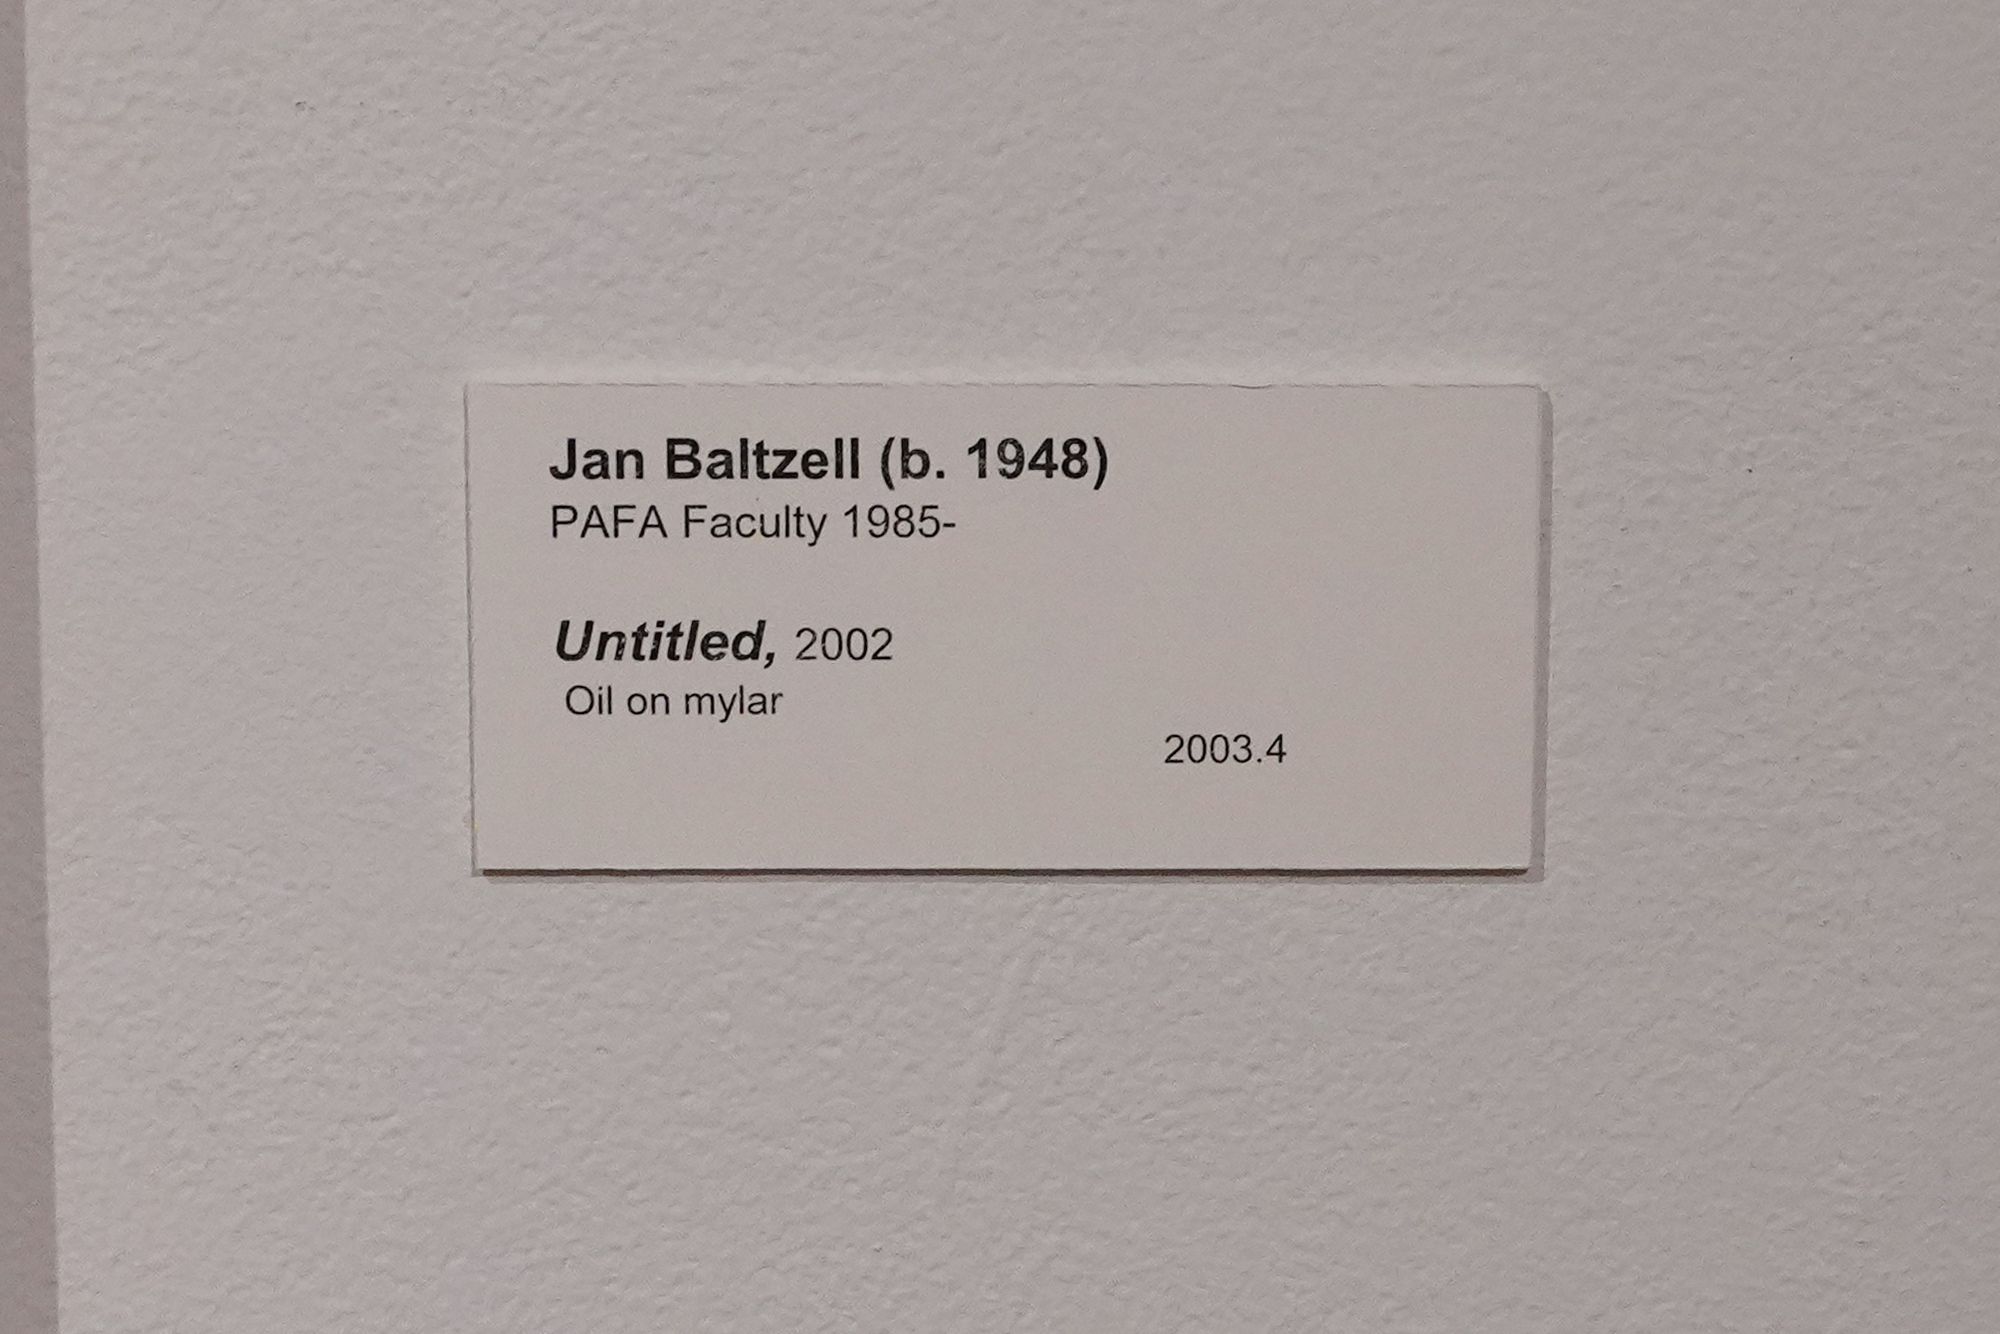 Jan Baltzell (b. 1948)
PAFA Faculty 1985-
Untitled, 2002
Oil on mylar
2003.4